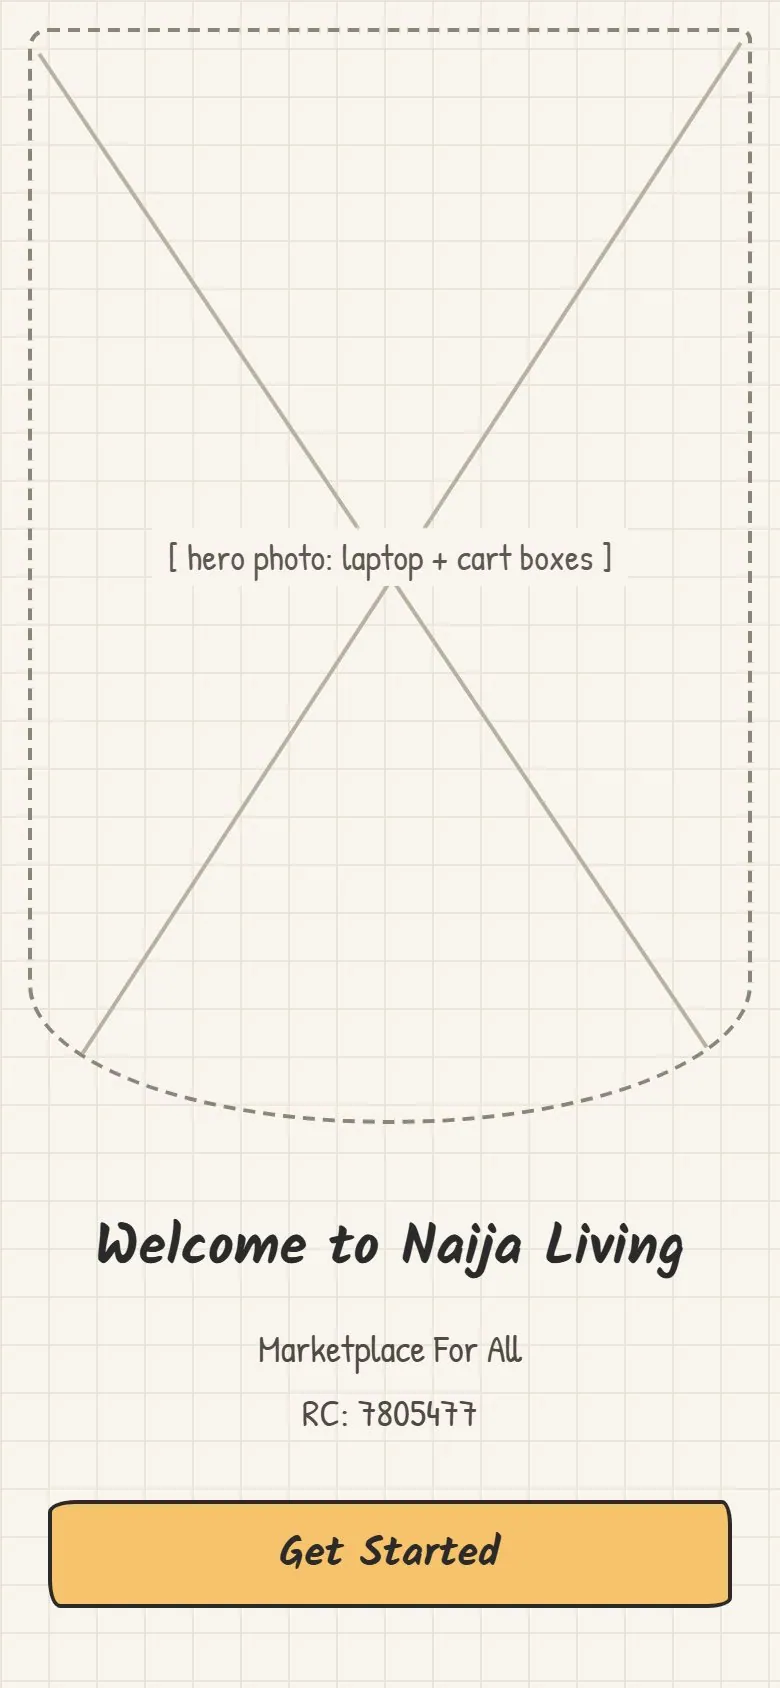 [ hero photo: laptop + cart boxes ]
Welcome to Naija Living
Marketplace For All
RC: 7805477
Get Started